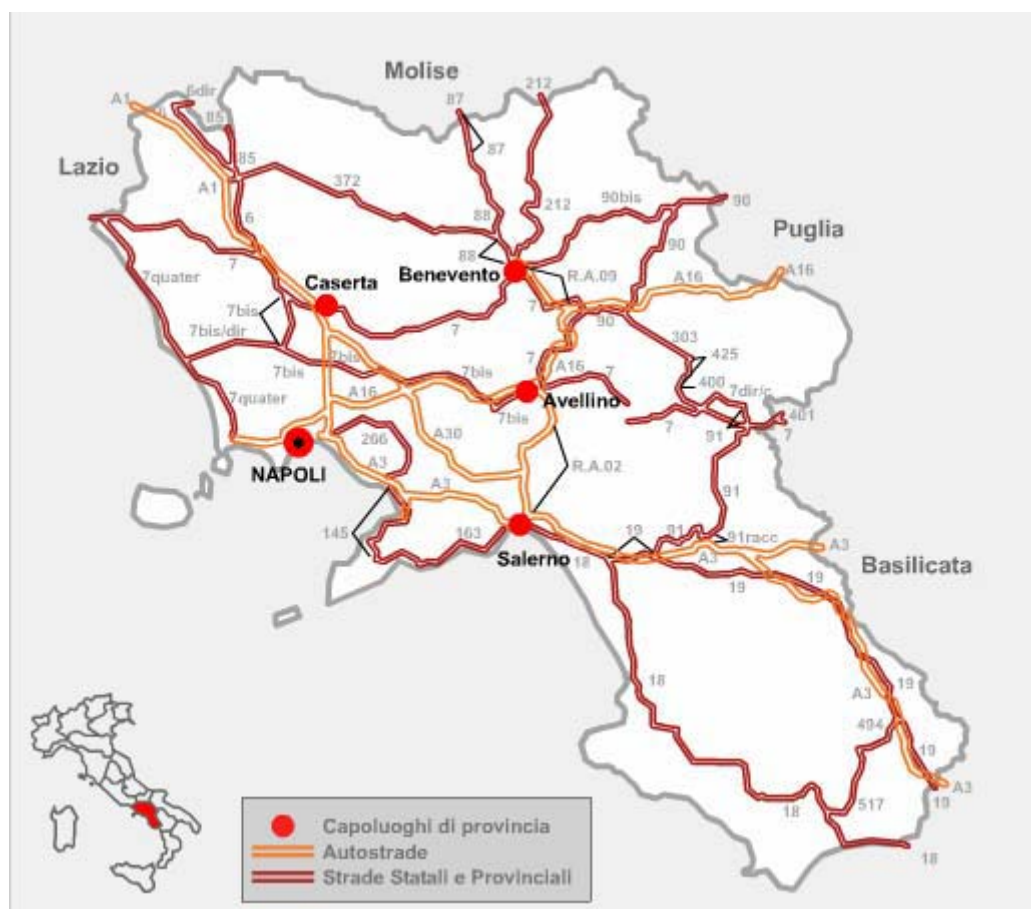 Molise
212
A1
6dir
87
85
87
Lazio
85
372
90bis
90
A1
88
212
Puglia
6
88
90
A16
7quater
7
Benevento
R.A.09
A16
Caserta
7bis
7
90
7bis/dir
7
303
7bis
7bis
7bis
7
A16
7
425
400
7dir/c
7quater
A16
7bis
Avellino
401
266
A30
7
91
7
NAPOLI
A3
R.A.02
A3
91
145
163
19
91
91racc
Salerno
18
A3
A3
Basilicata
19
19
18
A3
19
494
19
A3
18
517
19
18
Capoluoghi di provincia
Autostrade
Strade Statali e Provinciali